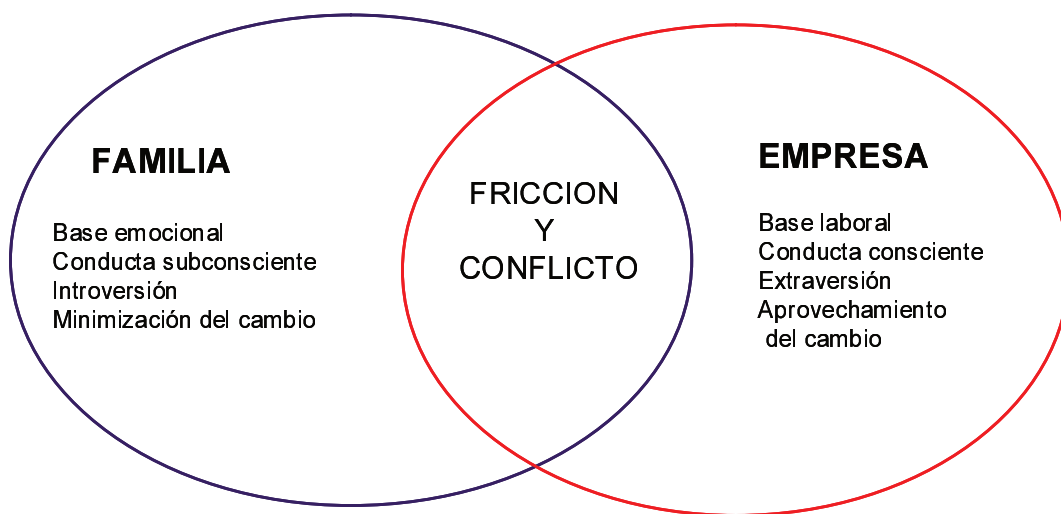 FAMILIA
Base emocional
Conducta subconsciente
Introversión
Minimización del cambio
FRICCION
Y
CONFLICTO
EMPRESA
Base laboral
Conducta consciente
Extraversión
Aprovechamiento
del cambio